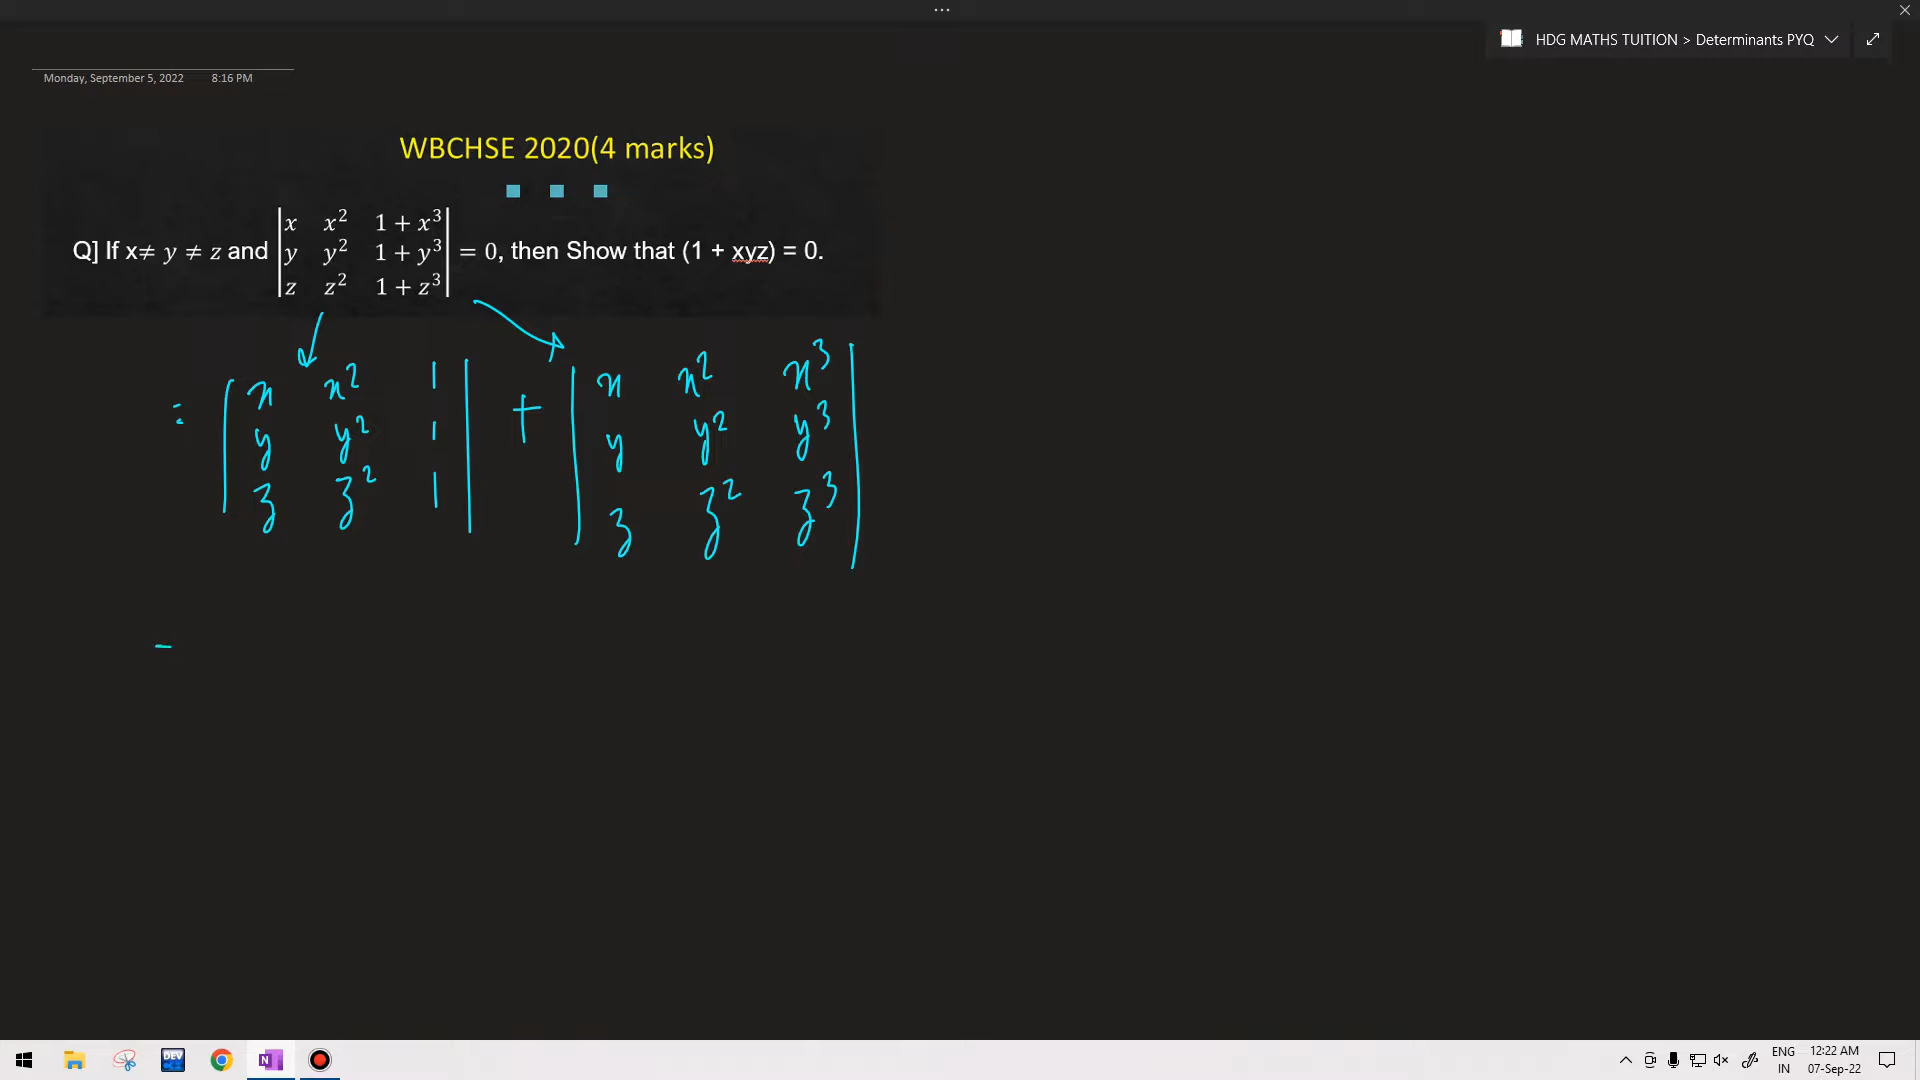 HDG MATHS TUITION > Determinants PYQ
Monday, September 5, 2022 8:16 PM
WBCHSE 2020(4 marks)
x x² 1 + x³
Q] If x≠ y ≠ z and |y y² 1 + y³| = 0, then Show that (1 + xyz) = 0.
z z² 1 + z³
x x² 1 x x² x³
: y y² 1 + y y² y³
z z² 1 z z² z³
-
ENG 12:22 AM
IN 07-Sep-22
DEV
N